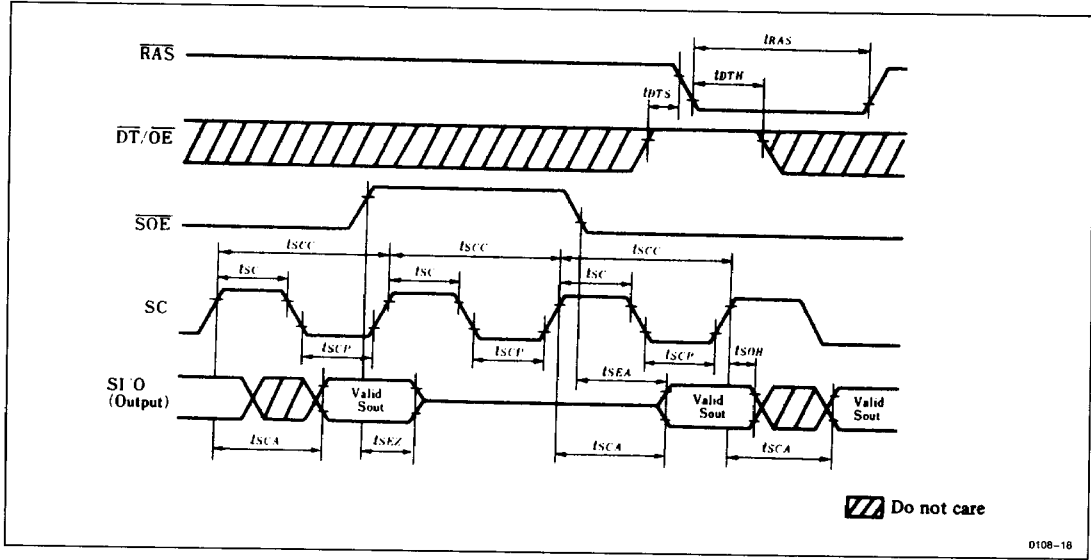 RAS
tRAS
tDTH
tDTS
DT/OE
SOE
tSCC tSCC tSCC
tSC tSC tSC
SC
tSCP tSCP tSCP
tSOH
tSEA
SI/O
(Output)
Valid
Sout
Valid
Sout
Valid
Sout
tSCA tSEZ tSCA tSCA
Do not care
0108-18